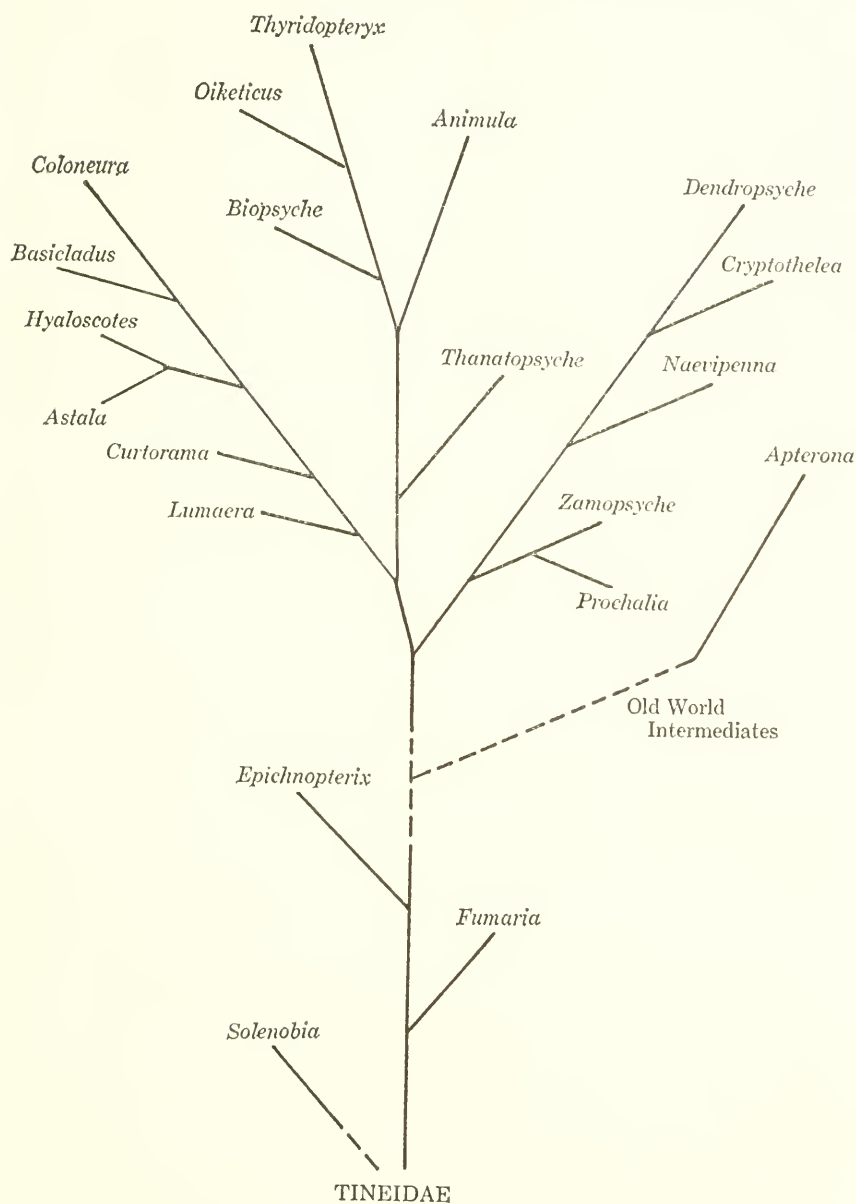 Thyridopteryx
Oiketicus
Animula
Coloneura
Dendropsyche
Biopsyche
Basicladus
Cryptothelea
Hyaloscotes
Thanatopsyche
Naevipenna
Astala
Curtorama
Apterona
Lumaera
Zamopsyche
Prochalia
Old World
Intermediates
Epichnopterix
Fumaria
Solenobia
TINEIDAE